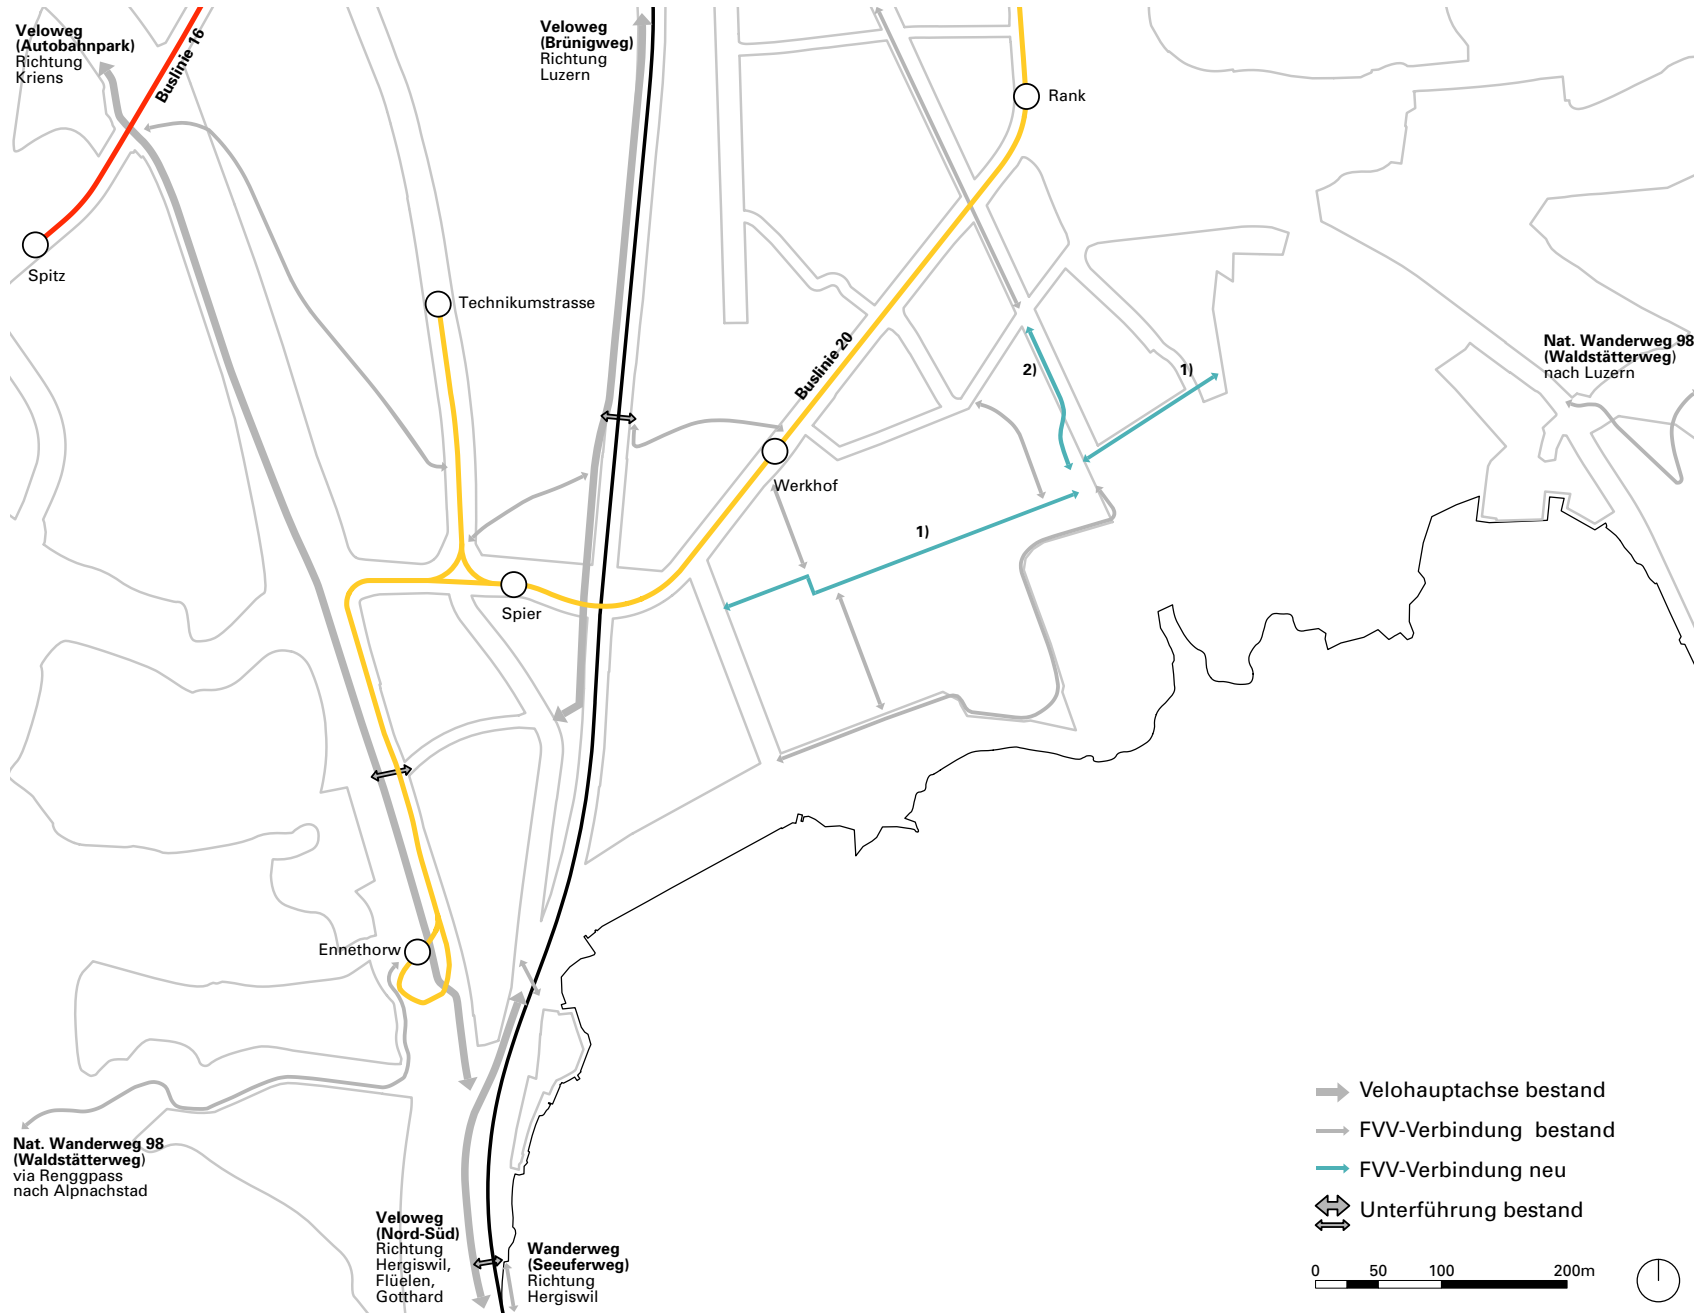 Veloweg
(Autobahnpark)
Richtung
Kriens
Buslinie 16
Veloweg
(Brünigweg)
Richtung
Luzern
Rank
Spitz
Technikumstrasse
Buslinie 20
2)
1)
Nat. Wanderweg 98
(Waldstätterweg)
nach Luzern
Werkhof
1)
Spier
Ennethorw
Nat. Wanderweg 98
(Waldstätterweg)
via Renggpass
nach Alpnachstad
Veloweg
(Nord-Süd)
Richtung
Hergiswil,
Flüelen,
Gotthard
Wanderweg
(Seeuferweg)
Richtung
Hergiswil
Velohauptachse bestand
FVV-Verbindung bestand
FVV-Verbindung neu
Unterführung bestand
0 50 100 200m